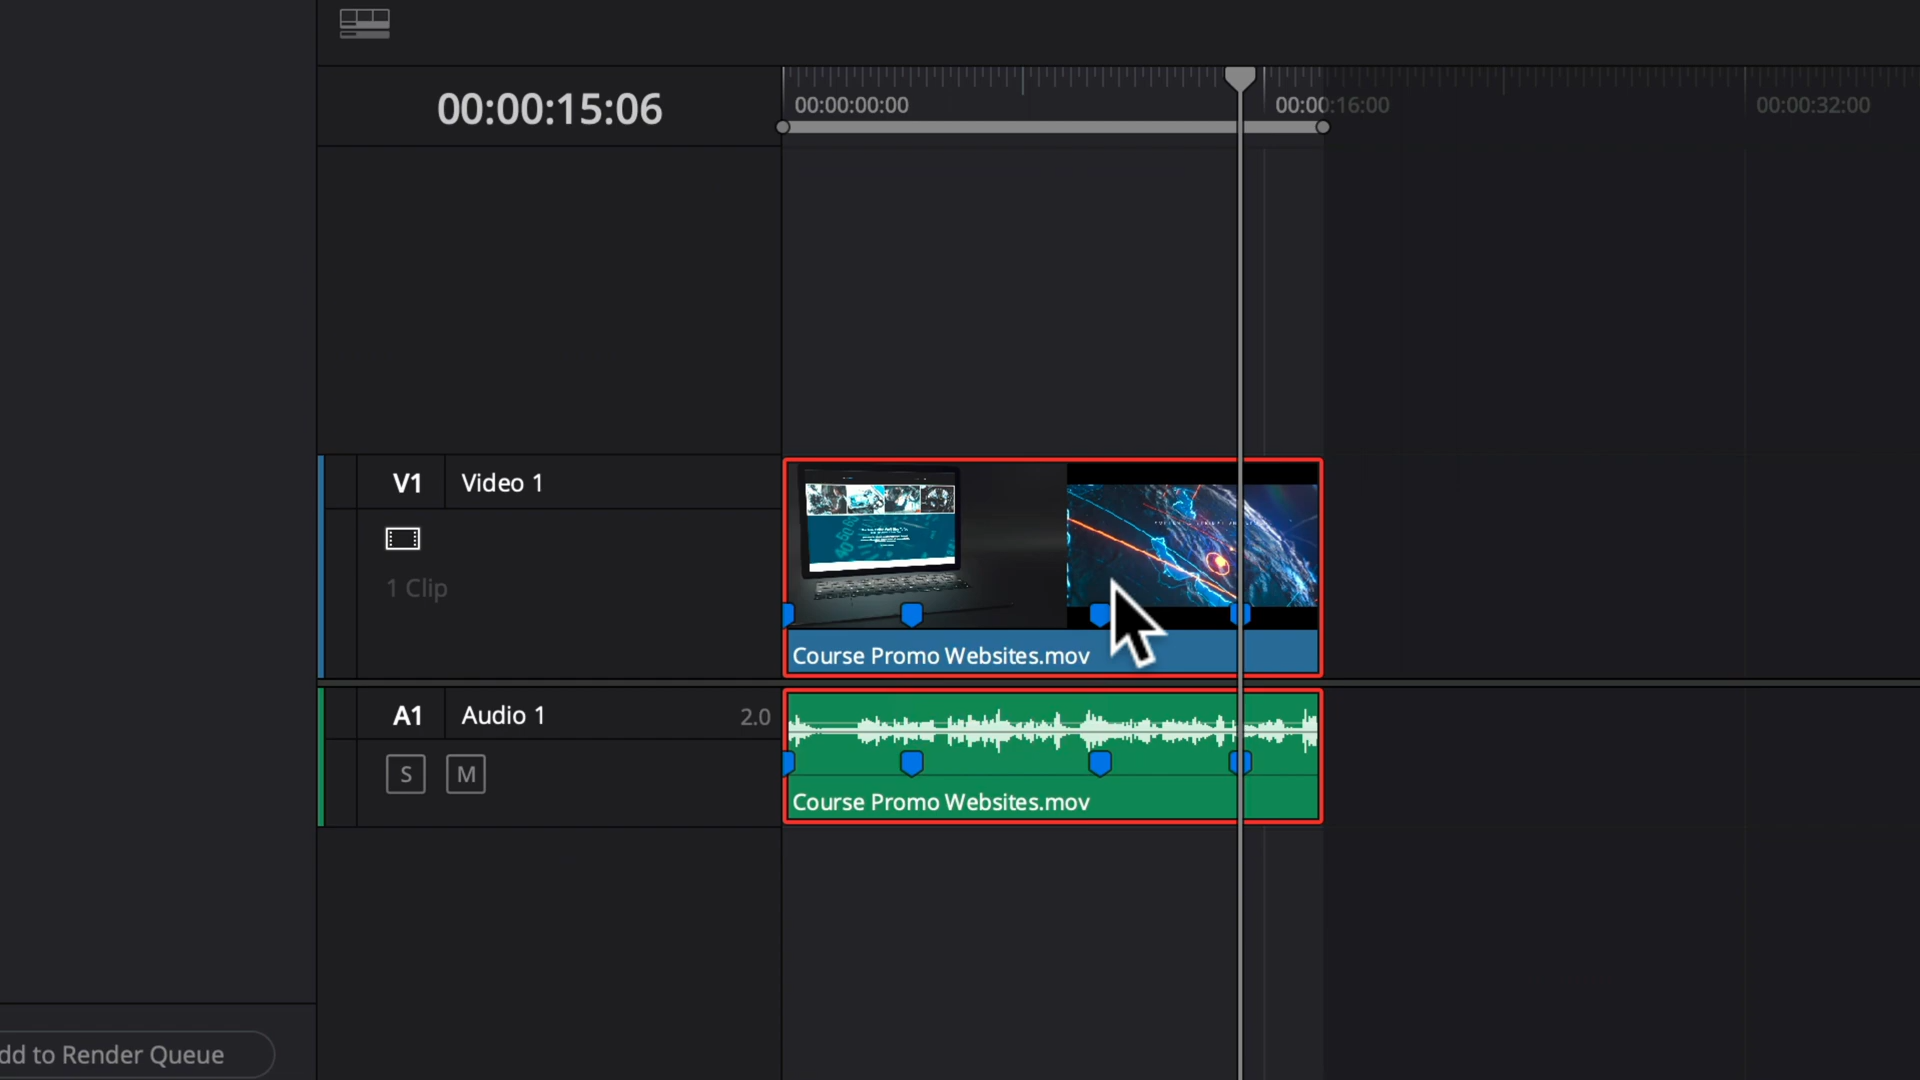 00:00:15:06
00:00:00:00
00:00:16:00
00:00:32:00
V1
Video 1
1 Clip
Course Promo Websites.mov
A1
Audio 1
2.0
S
M
Course Promo Websites.mov
dd to Render Queue